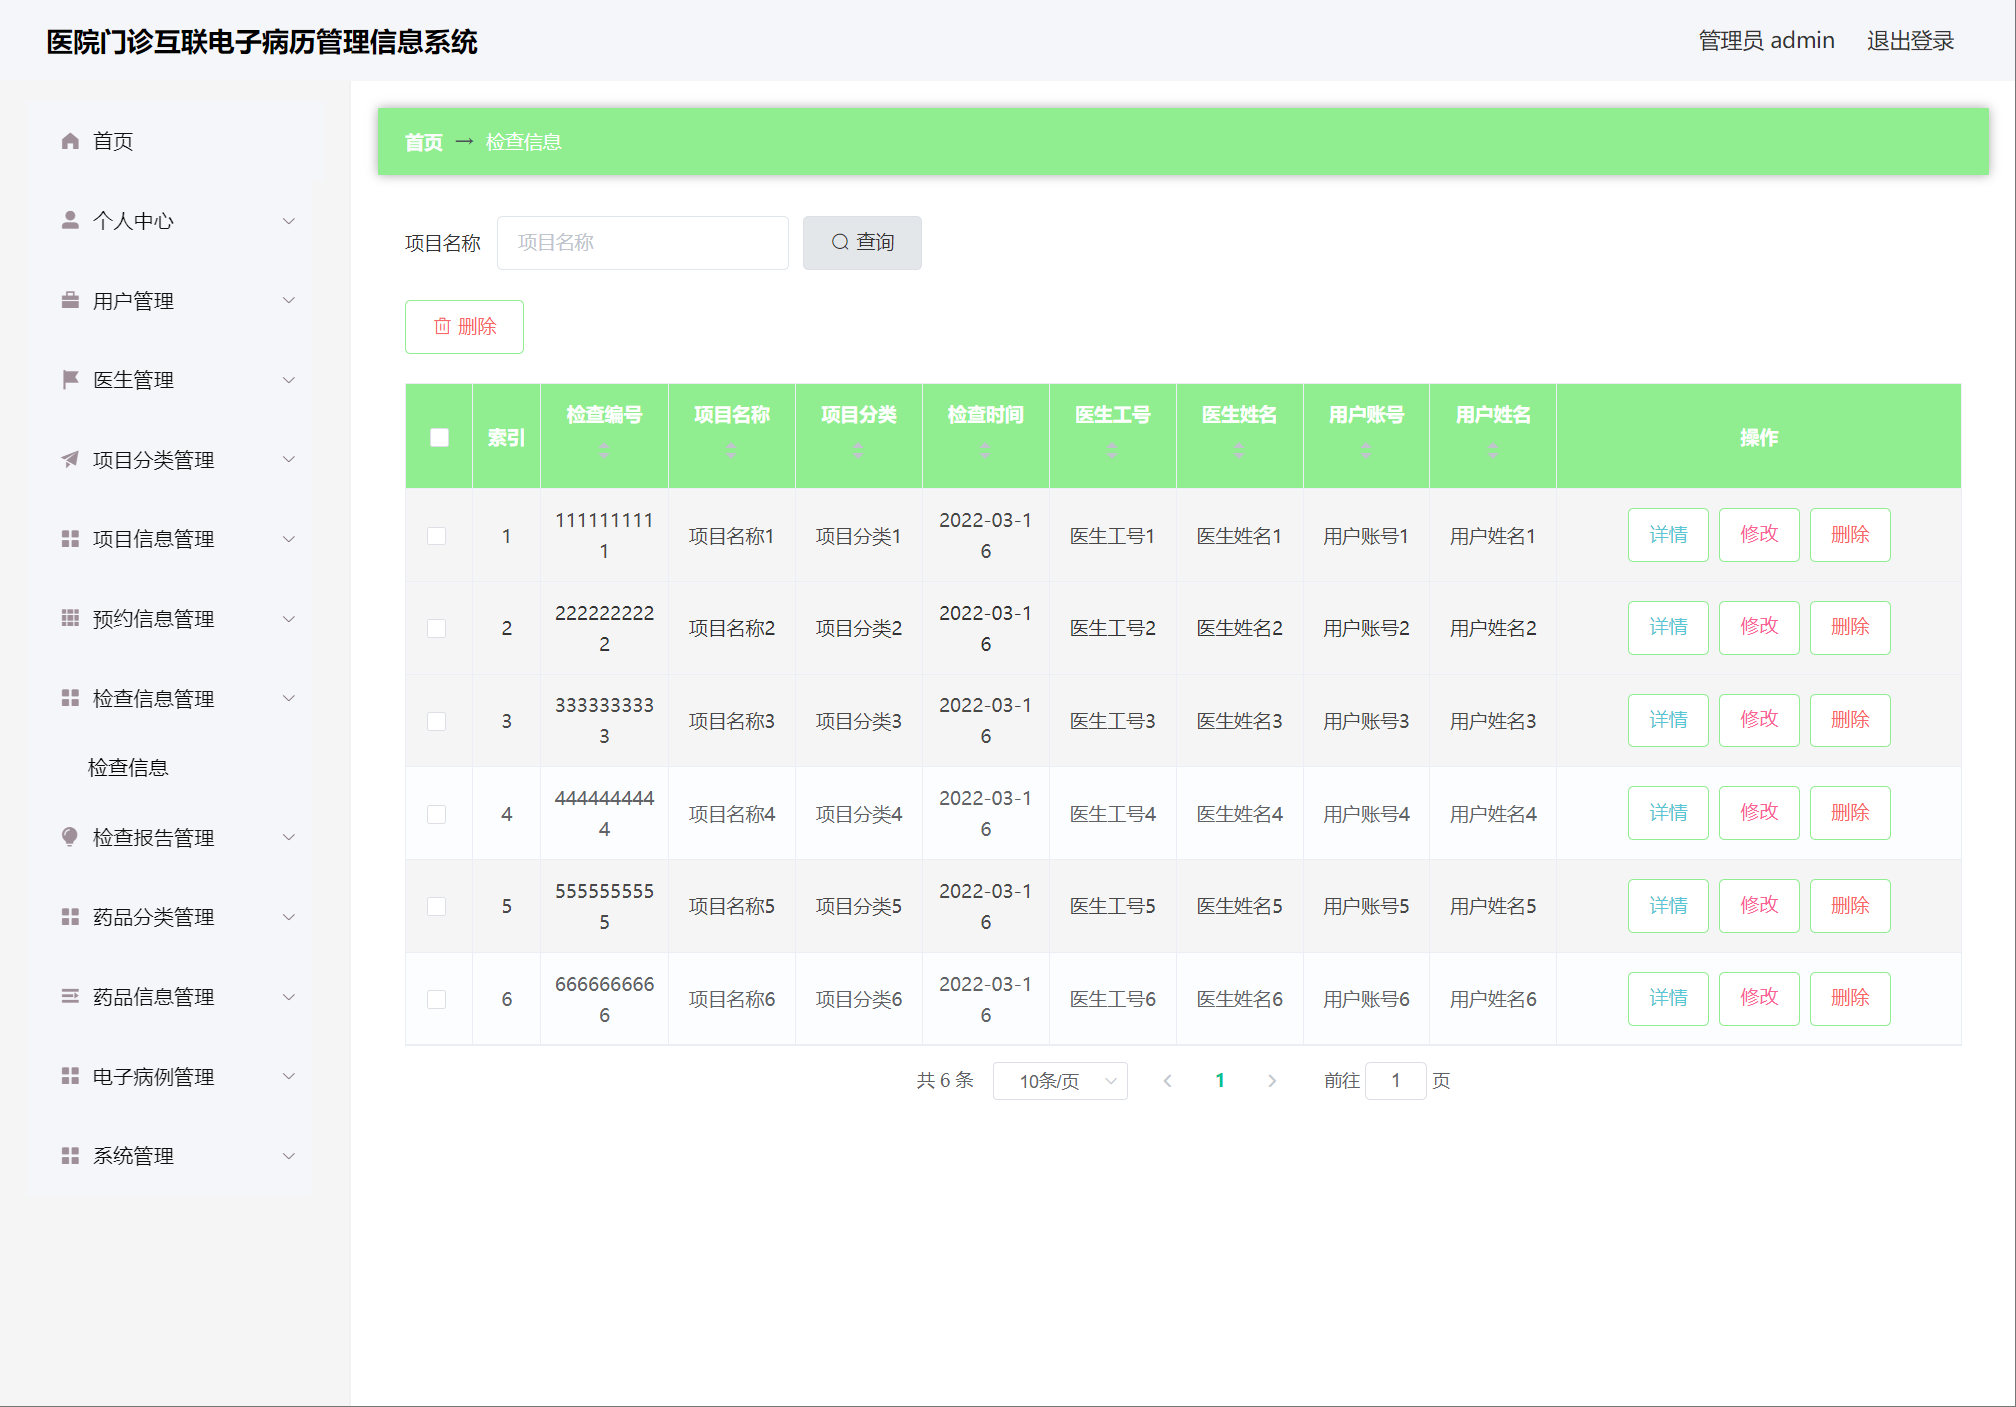 医院门诊互联电子病历管理信息系统
管理员 admin 退出登录
首页
个人中心
用户管理
医生管理
项目分类管理
项目信息管理
预约信息管理
检查信息管理
检查信息
检查报告管理
药品分类管理
药品信息管理
电子病例管理
系统管理
首页 → 检查信息
项目名称 项目名称 查询
删除
索引 检查编号 项目名称 项目分类 检查时间 医生工号 医生姓名 用户账号 用户姓名 操作
1 1111111111 项目名称1 项目分类1 2022-03-16 医生工号1 医生姓名1 用户账号1 用户姓名1 详情 修改 删除
2 2222222222 项目名称2 项目分类2 2022-03-16 医生工号2 医生姓名2 用户账号2 用户姓名2 详情 修改 删除
3 3333333333 项目名称3 项目分类3 2022-03-16 医生工号3 医生姓名3 用户账号3 用户姓名3 详情 修改 删除
4 4444444444 项目名称4 项目分类4 2022-03-16 医生工号4 医生姓名4 用户账号4 用户姓名4 详情 修改 删除
5 5555555555 项目名称5 项目分类5 2022-03-16 医生工号5 医生姓名5 用户账号5 用户姓名5 详情 修改 删除
6 6666666666 项目名称6 项目分类6 2022-03-16 医生工号6 医生姓名6 用户账号6 用户姓名6 详情 修改 删除
共 6 条 10条/页 1 前往 1 页